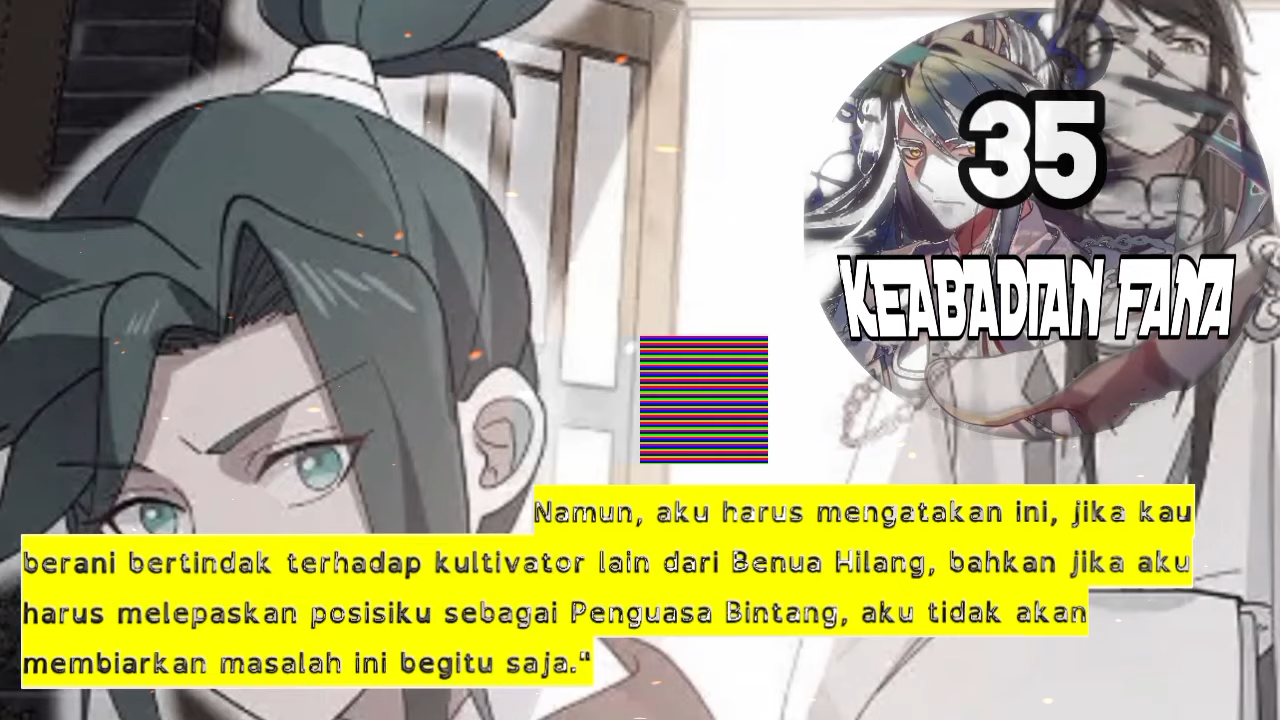 35
KEABADIAN FANA
Namun, aku harus mengatakan ini, jika kau
berani bertindak terhadap kultivator lain dari Benua Hilang, bahkan jika aku
harus melepaskan posisiku sebagai Penguasa Bintang, aku tidak akan
membiarkan masalah ini begitu saja."